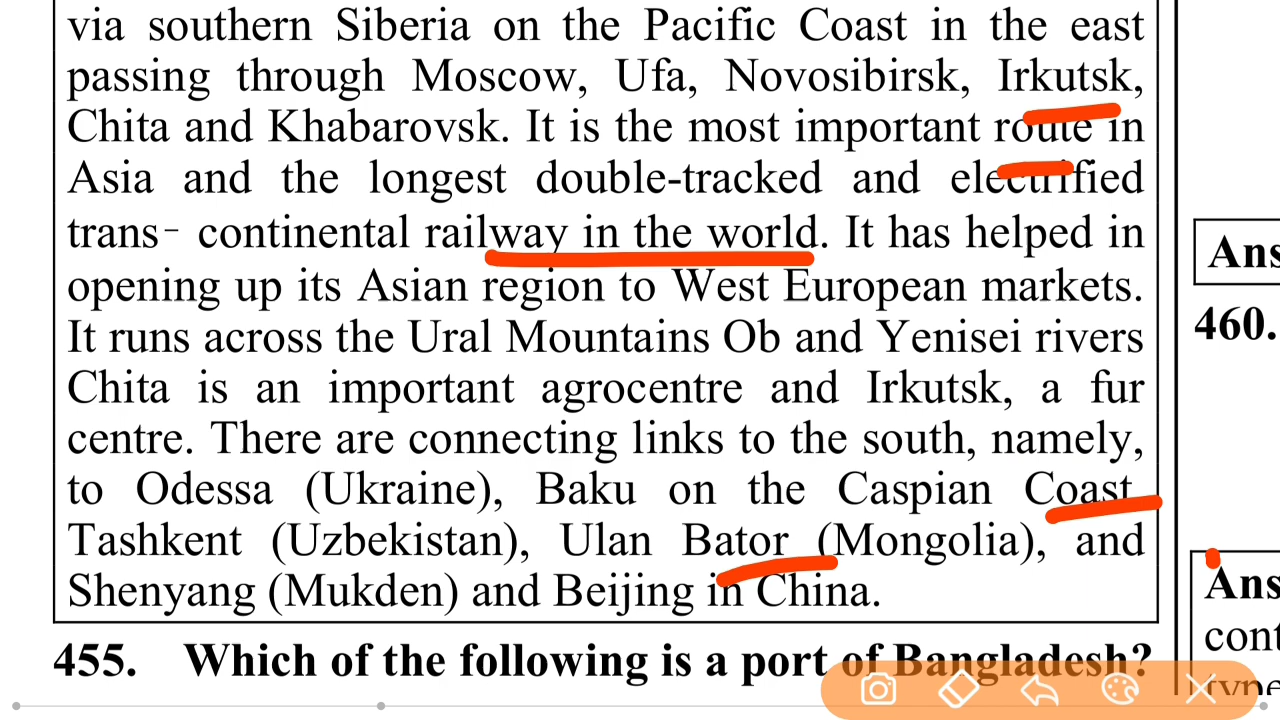 via southern Siberia on the Pacific Coast in the east
passing through Moscow, Ufa, Novosibirsk, Irkutsk,
Chita and Khabarovsk. It is the most important route in
Asia and the longest double-tracked and electrified
trans- continental railway in the world. It has helped in
opening up its Asian region to West European markets.
It runs across the Ural Mountains Ob and Yenisei rivers
Chita is an important agrocentre and Irkutsk, a fur
centre. There are connecting links to the south, namely,
to Odessa (Ukraine), Baku on the Caspian Coast
Tashkent (Uzbekistan), Ulan Bator (Mongolia), and
Shenyang (Mukden) and Beijing in China.
455. Which of the following is a port of Bangladesh?
Ans
460.
Ans
cont